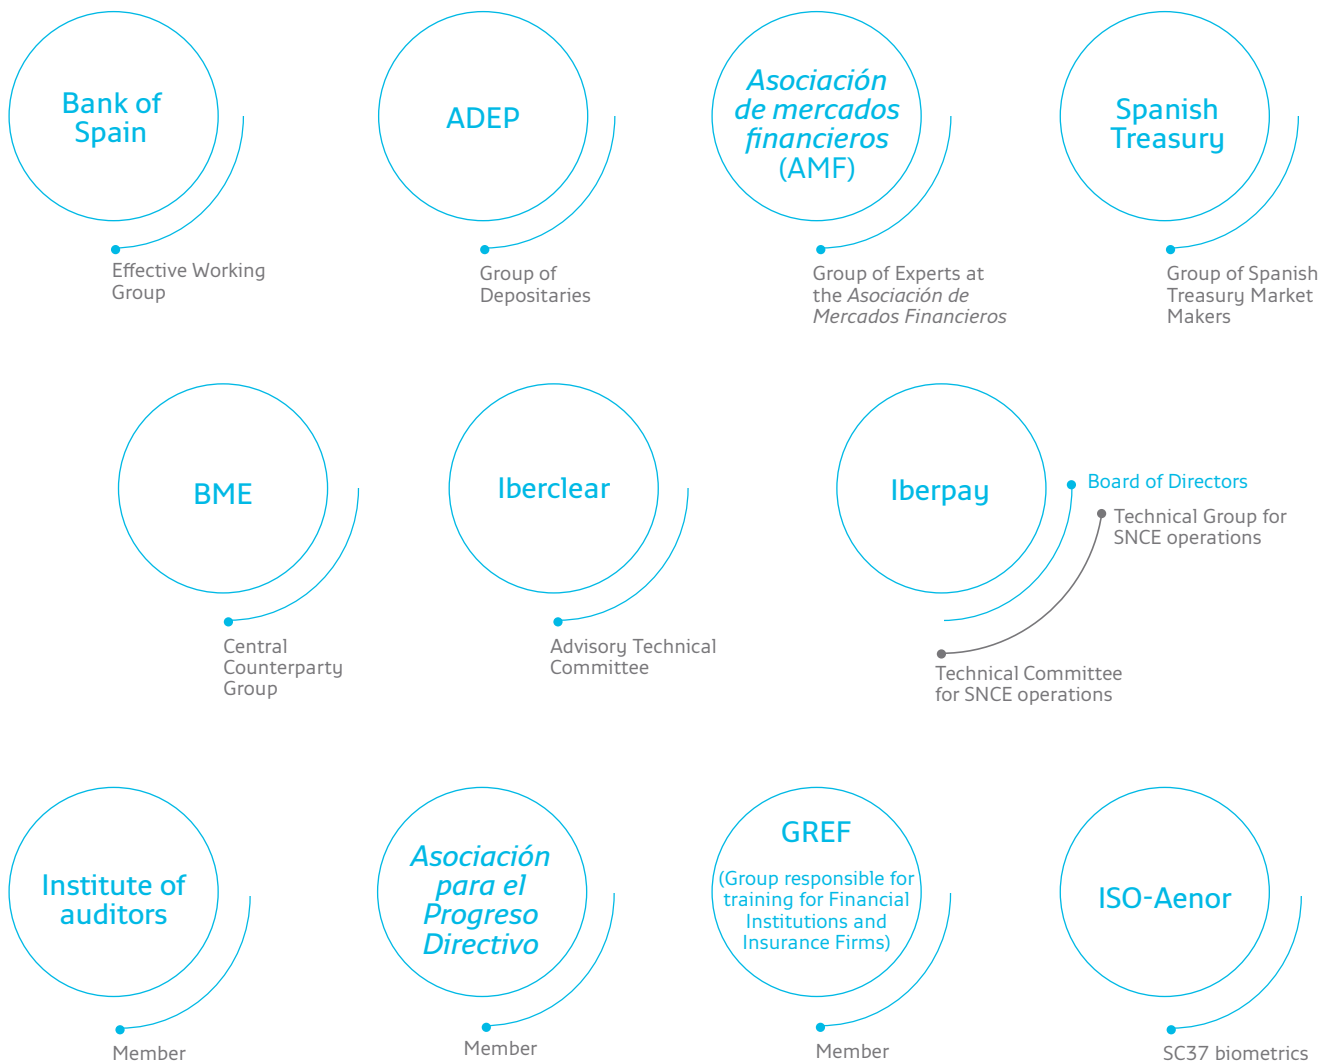 Bank of
Spain
Effective Working
Group
ADEP
Group of
Depositaries
Asociación
de mercados
financieros
(AMF)
Group of Experts at
the Asociación de
Mercados Financieros
Spanish
Treasury
Group of Spanish
Treasury Market
Makers
BME
Central
Counterparty
Group
Iberclear
Advisory Technical
Committee
Iberpay
Board of Directors
Technical Group for
SNCE operations
Technical Committee
for SNCE operations
Institute of
auditors
Member
Asociación
para el
Progreso
Directivo
Member
GREF
(Group responsible for
training for Financial
Institutions and
Insurance Firms)
Member
ISO-Aenor
SC37 biometrics